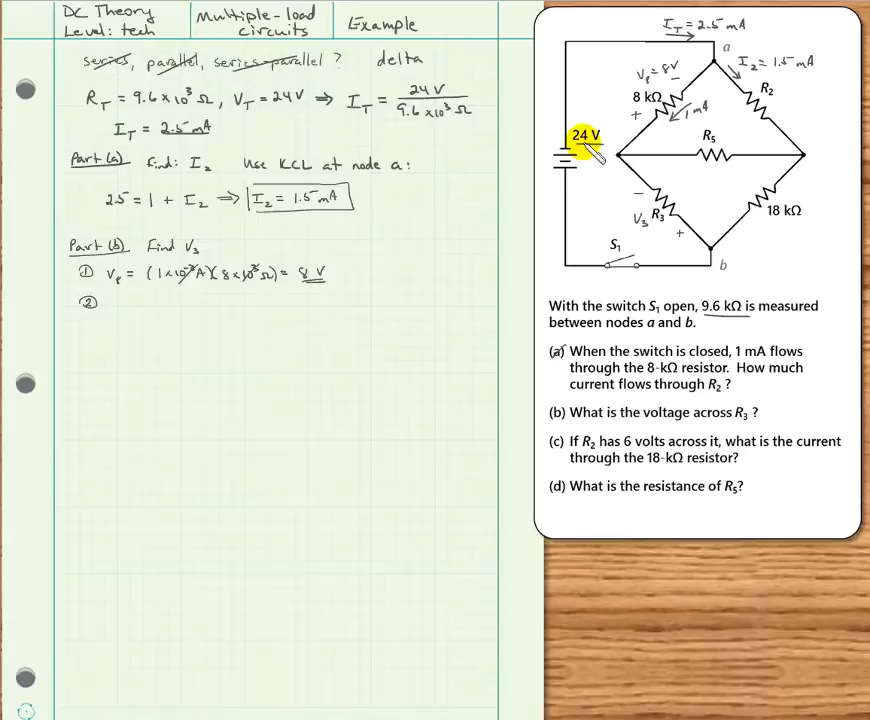 DC Theory
Level: tech
Multiple-load
circuits
Example
series, parallel, series-parallel ? delta
R_T = 9.6 x 10^3 Ω, V_T = 24V ⇒ I_T = 24 V / 9.6 x 10^3 Ω
I_T = 2.5 mA
Part (a) Find: I_2 Use KCL at node a:
2.5 = 1 + I_2 ⇒ I_2 = 1.5 mA
Part (b) Find V_3
① V_8 = (1x10^-3 A)(8 x 10^3 Ω) = 8 V
②
I_T = 2.5 mA
a
I_2 = 1.5 mA
V_8 = 8V
−
8 kΩ
+
1 mA
R_2
24 V
R_5
−
V_3 R_3
+
18 kΩ
S_1
b
With the switch S_1 open, 9.6 kΩ is measured
between nodes a and b.
(a) When the switch is closed, 1 mA flows
through the 8-kΩ resistor. How much
current flows through R_2 ?
(b) What is the voltage across R_3 ?
(c) If R_2 has 6 volts across it, what is the current
through the 18-kΩ resistor?
(d) What is the resistance of R_5?